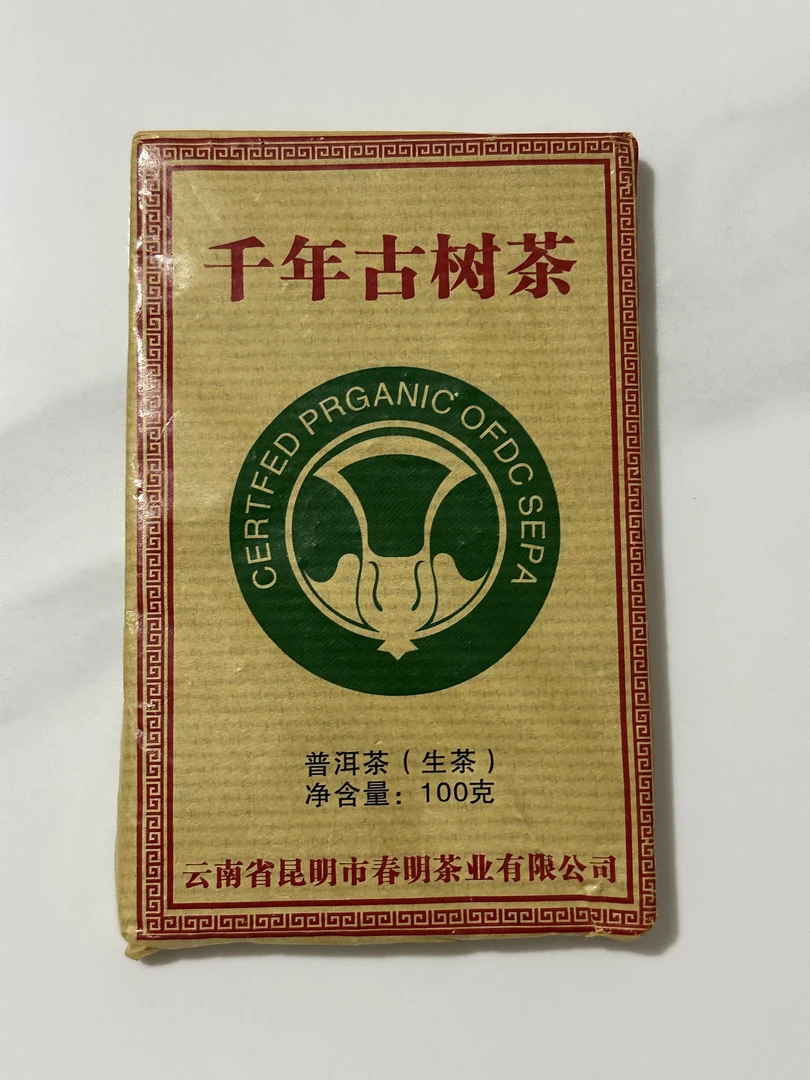 千年古树茶
CERTFED PRGANIC OFDC SEPA
普洱茶(生茶)
净含量:100克
云南省昆明市春明茶业有限公司